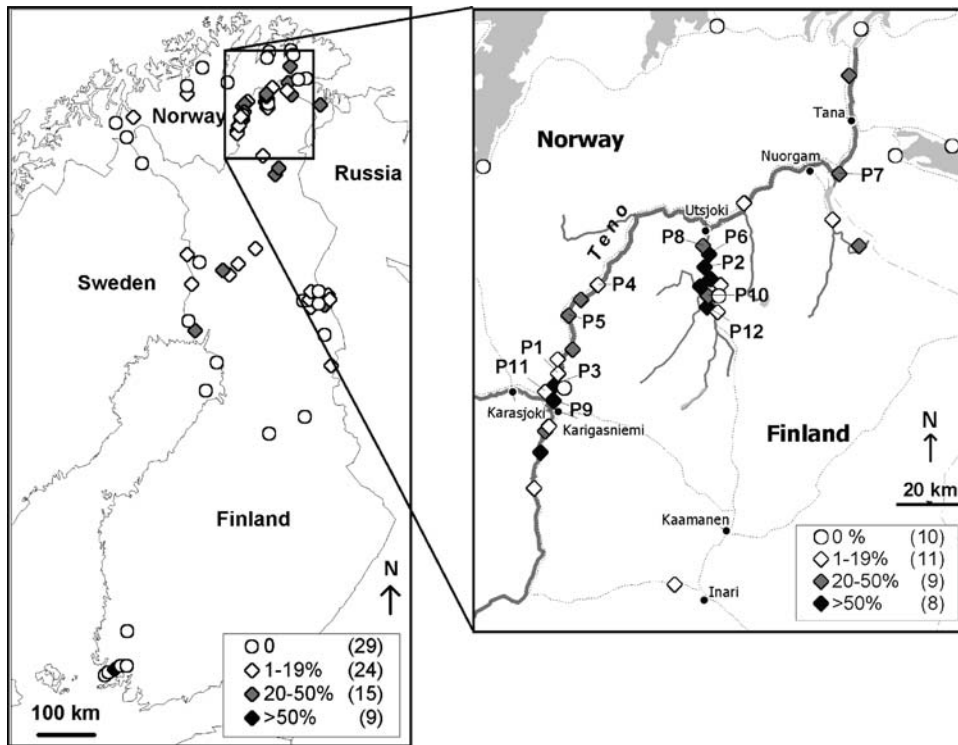 Norway
Russia
Sweden
Finland
N
100 km
0 (29)
1-19% (24)
20-50% (15)
>50% (9)
Tana
Norway
Nuorgam
P7
Utsjoki
Teno
P8 P6
P2
P4
P10
P5
P12
P1
P11 P3
Karasjoki P9
Karigasniemi
N
Finland
20 km
Kaamanen
Inari
0 % (10)
1-19% (11)
20-50% (9)
>50% (8)